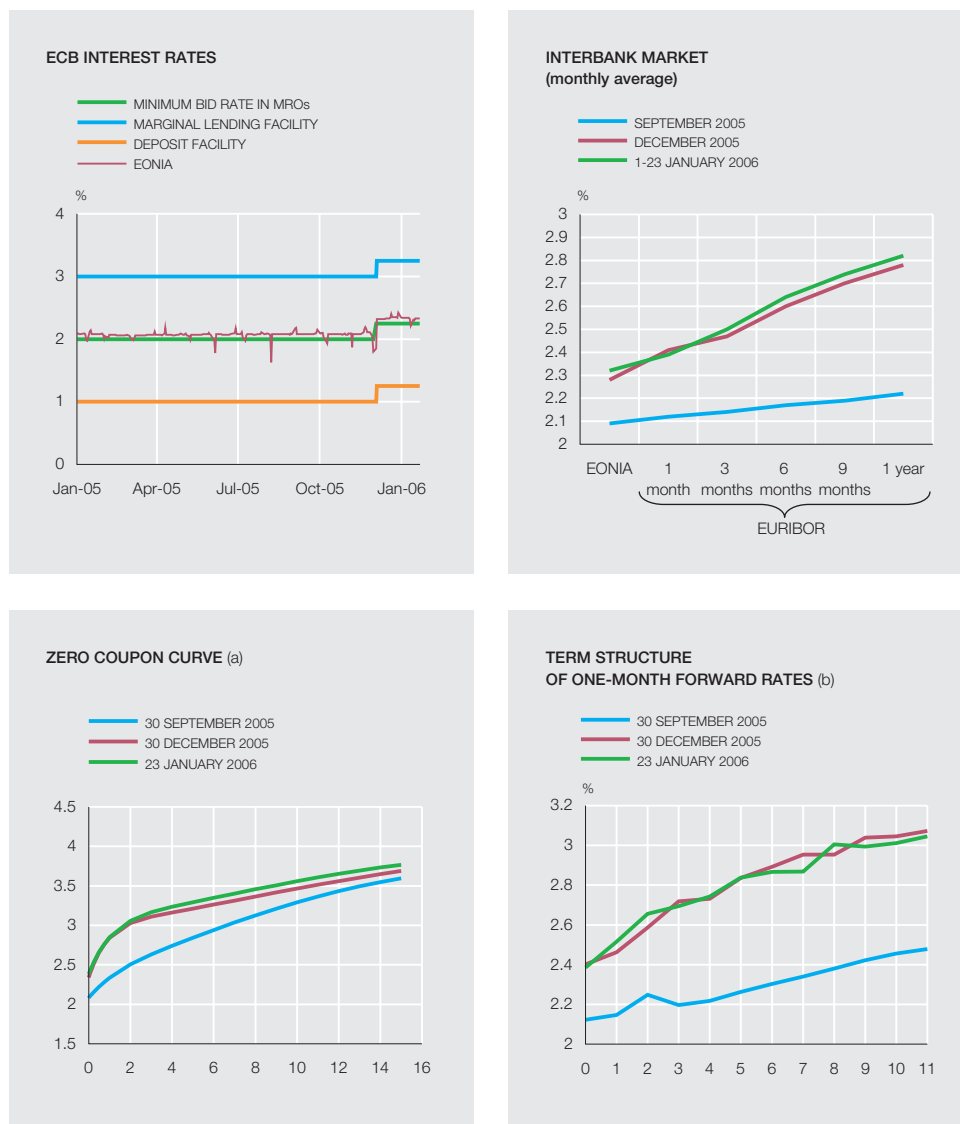 ECB INTEREST RATES
MINIMUM BID RATE IN MROs
MARGINAL LENDING FACILITY
DEPOSIT FACILITY
EONIA
%
4
3
2
1
0
Jan-05 Apr-05 Jul-05 Oct-05 Jan-06
INTERBANK MARKET
(monthly average)
SEPTEMBER 2005
DECEMBER 2005
1-23 JANUARY 2006
%
3
2.9
2.8
2.7
2.6
2.5
2.4
2.3
2.2
2.1
2
EONIA 1 3 6 9 1 year
month months months months
EURIBOR
ZERO COUPON CURVE (a)
30 SEPTEMBER 2005
30 DECEMBER 2005
23 JANUARY 2006
4.5
4
3.5
3
2.5
2
1.5
0 2 4 6 8 10 12 14 16
TERM STRUCTURE
OF ONE-MONTH FORWARD RATES (b)
30 SEPTEMBER 2005
30 DECEMBER 2005
23 JANUARY 2006
%
3.2
3
2.8
2.6
2.4
2.2
2
0 1 2 3 4 5 6 7 8 9 10 11